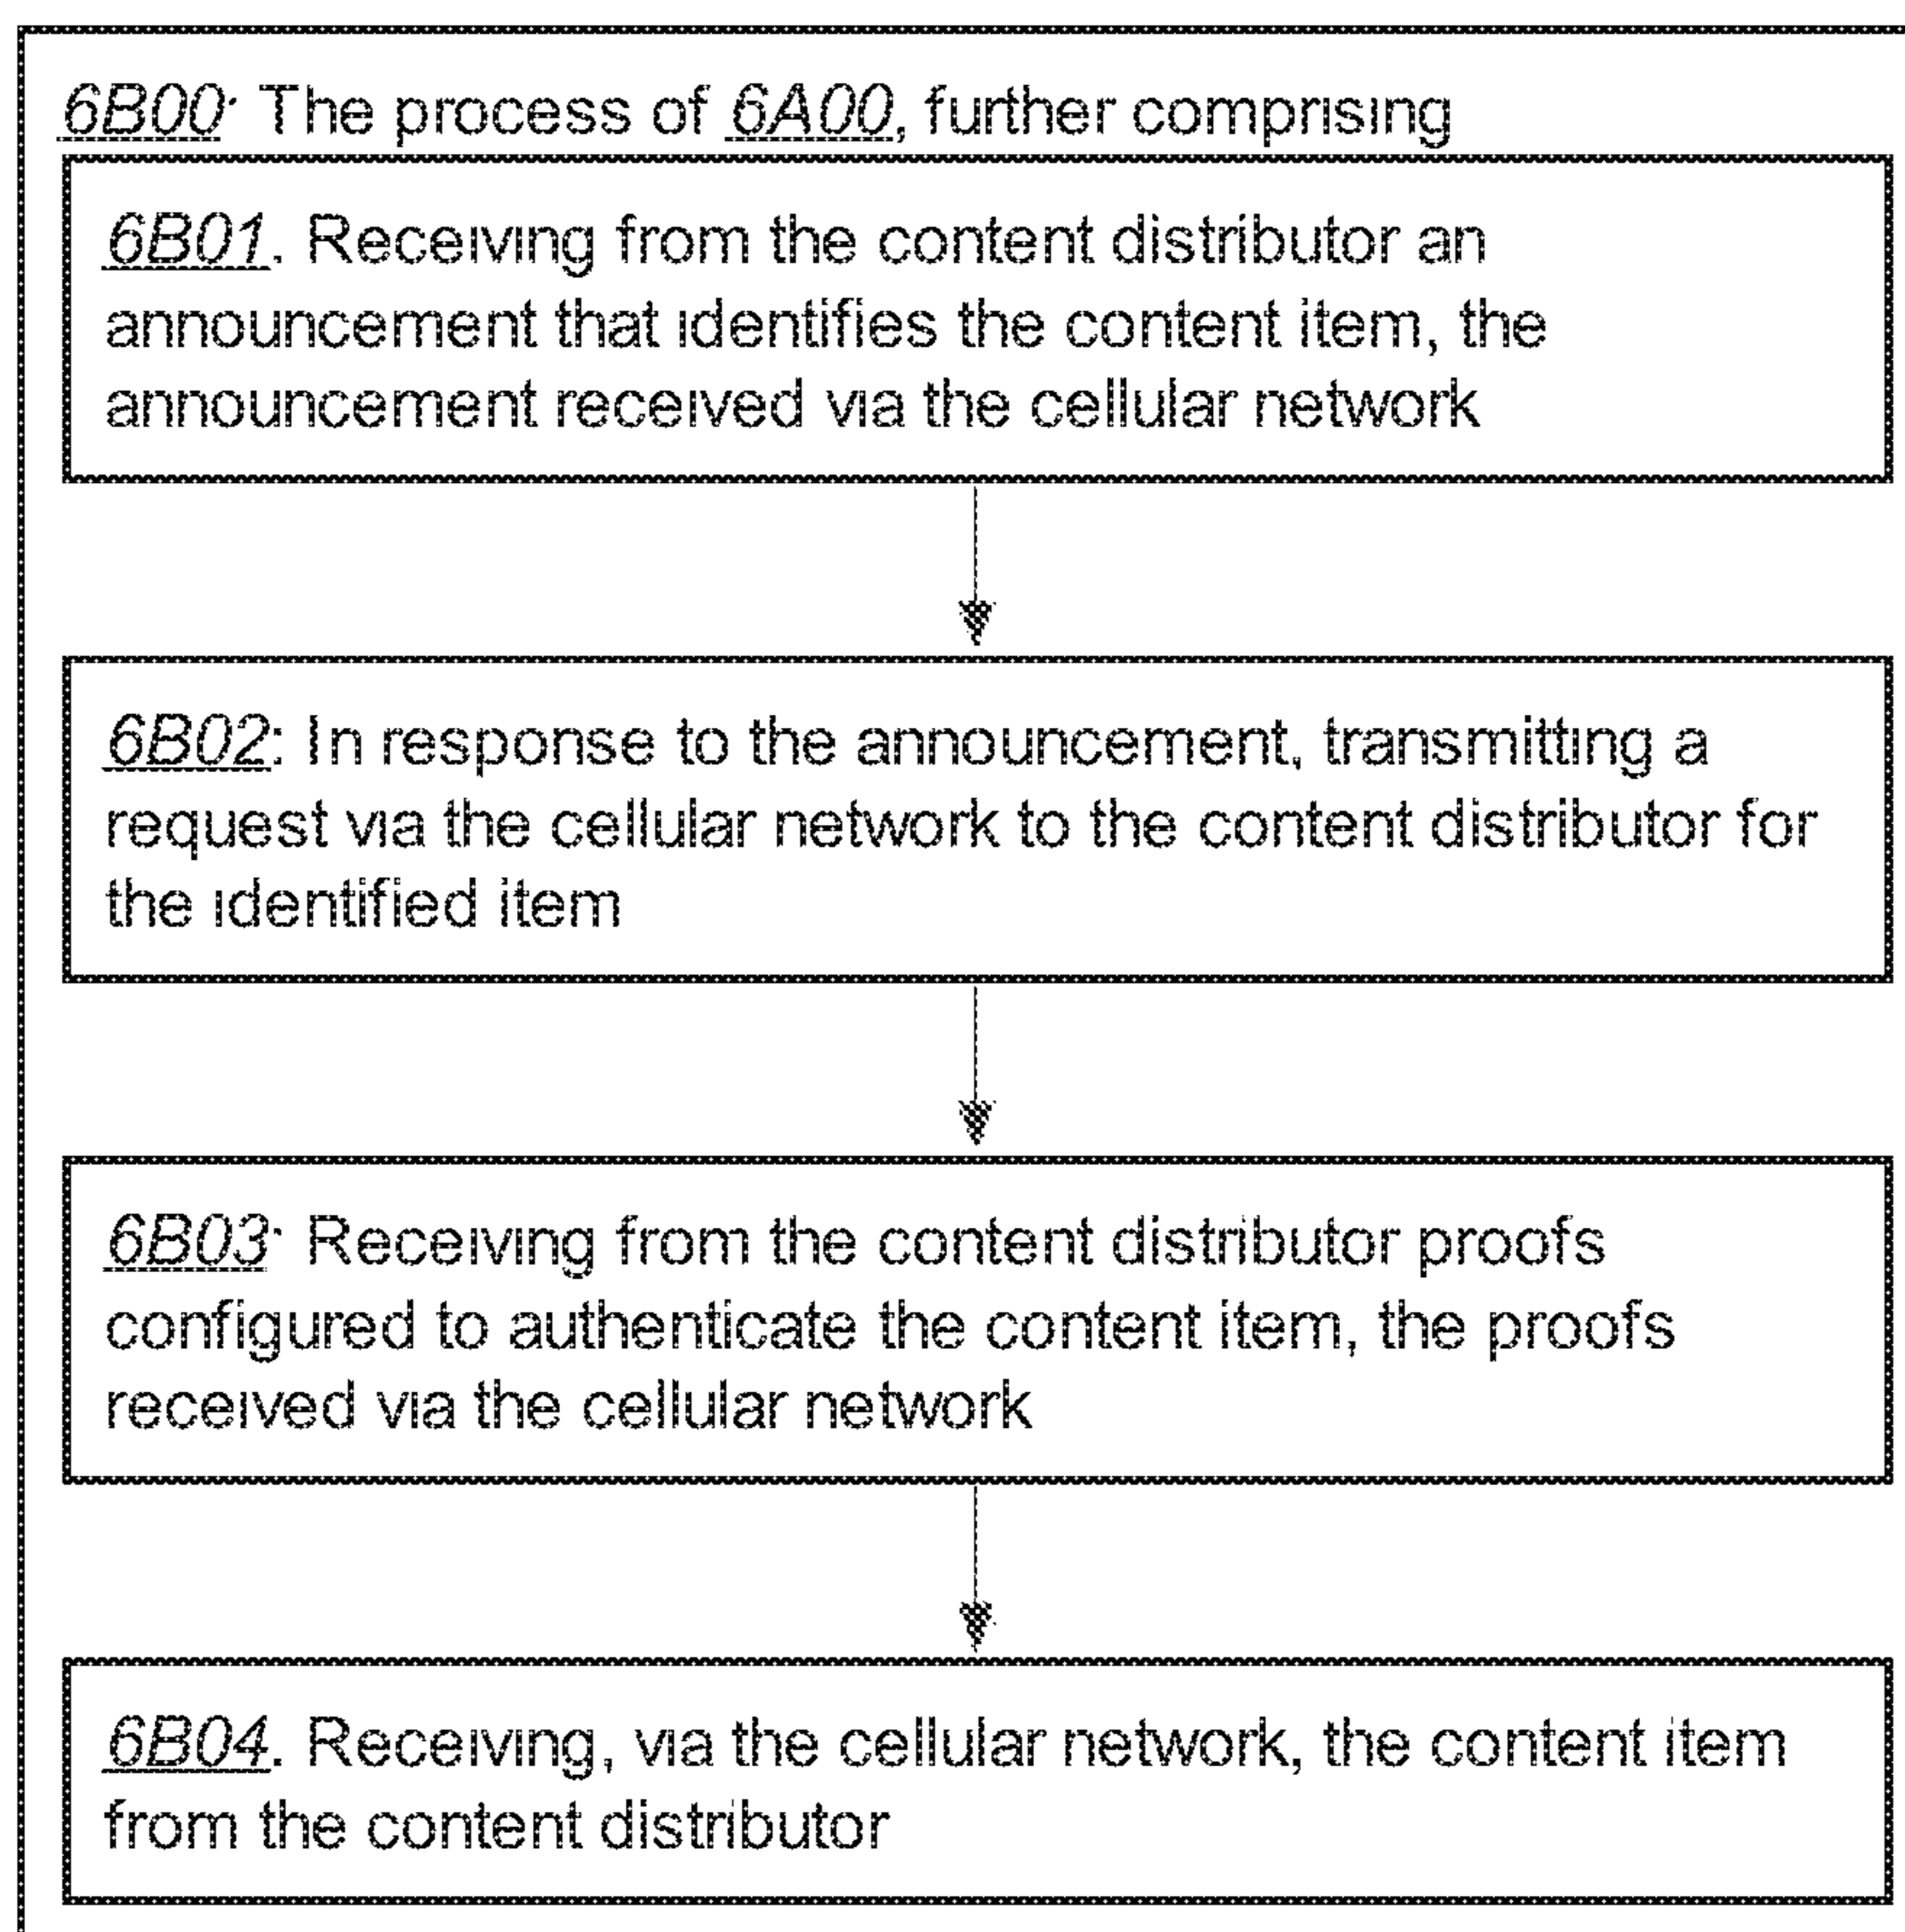 6B00: The process of 6A00, further comprising
6B01: Receiving from the content distributor an
announcement that identifies the content item, the
announcement received via the cellular network
6B02: In response to the announcement, transmitting a
request via the cellular network to the content distributor for
the identified item
6B03: Receiving from the content distributor proofs
configured to authenticate the content item, the proofs
received via the cellular network
6B04: Receiving, via the cellular network, the content item
from the content distributor